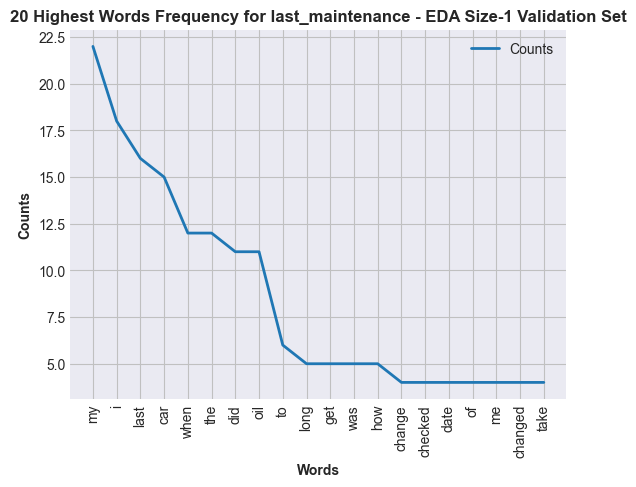 20 Highest Words Frequency for last_maintenance - EDA Size-1 Validation Set
Counts
22.5
20.0
17.5
15.0
12.5
10.0
7.5
5.0
Counts
my
i
last
car
when
the
did
oil
to
long
get
was
how
change
checked
date
of
me
changed
take
Words